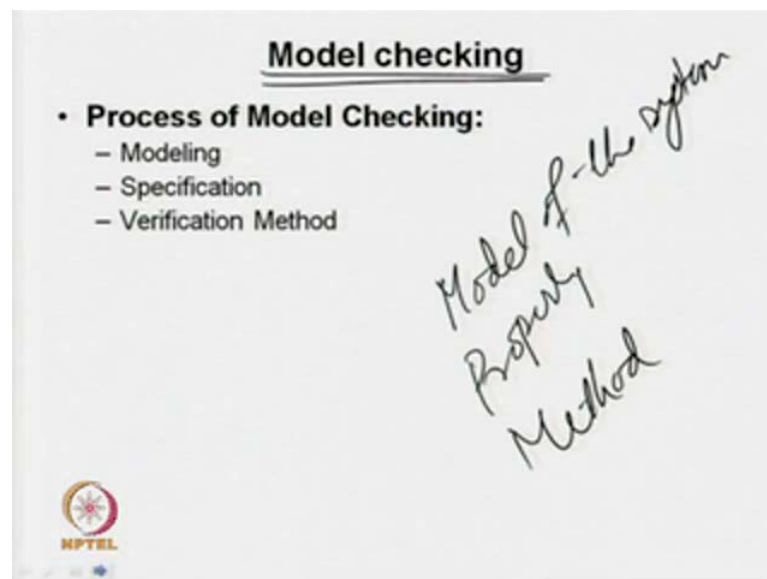 Model checking
• Process of Model Checking:
– Modeling
– Specification
– Verification Method
Model of the system
Property
Method
NPTEL